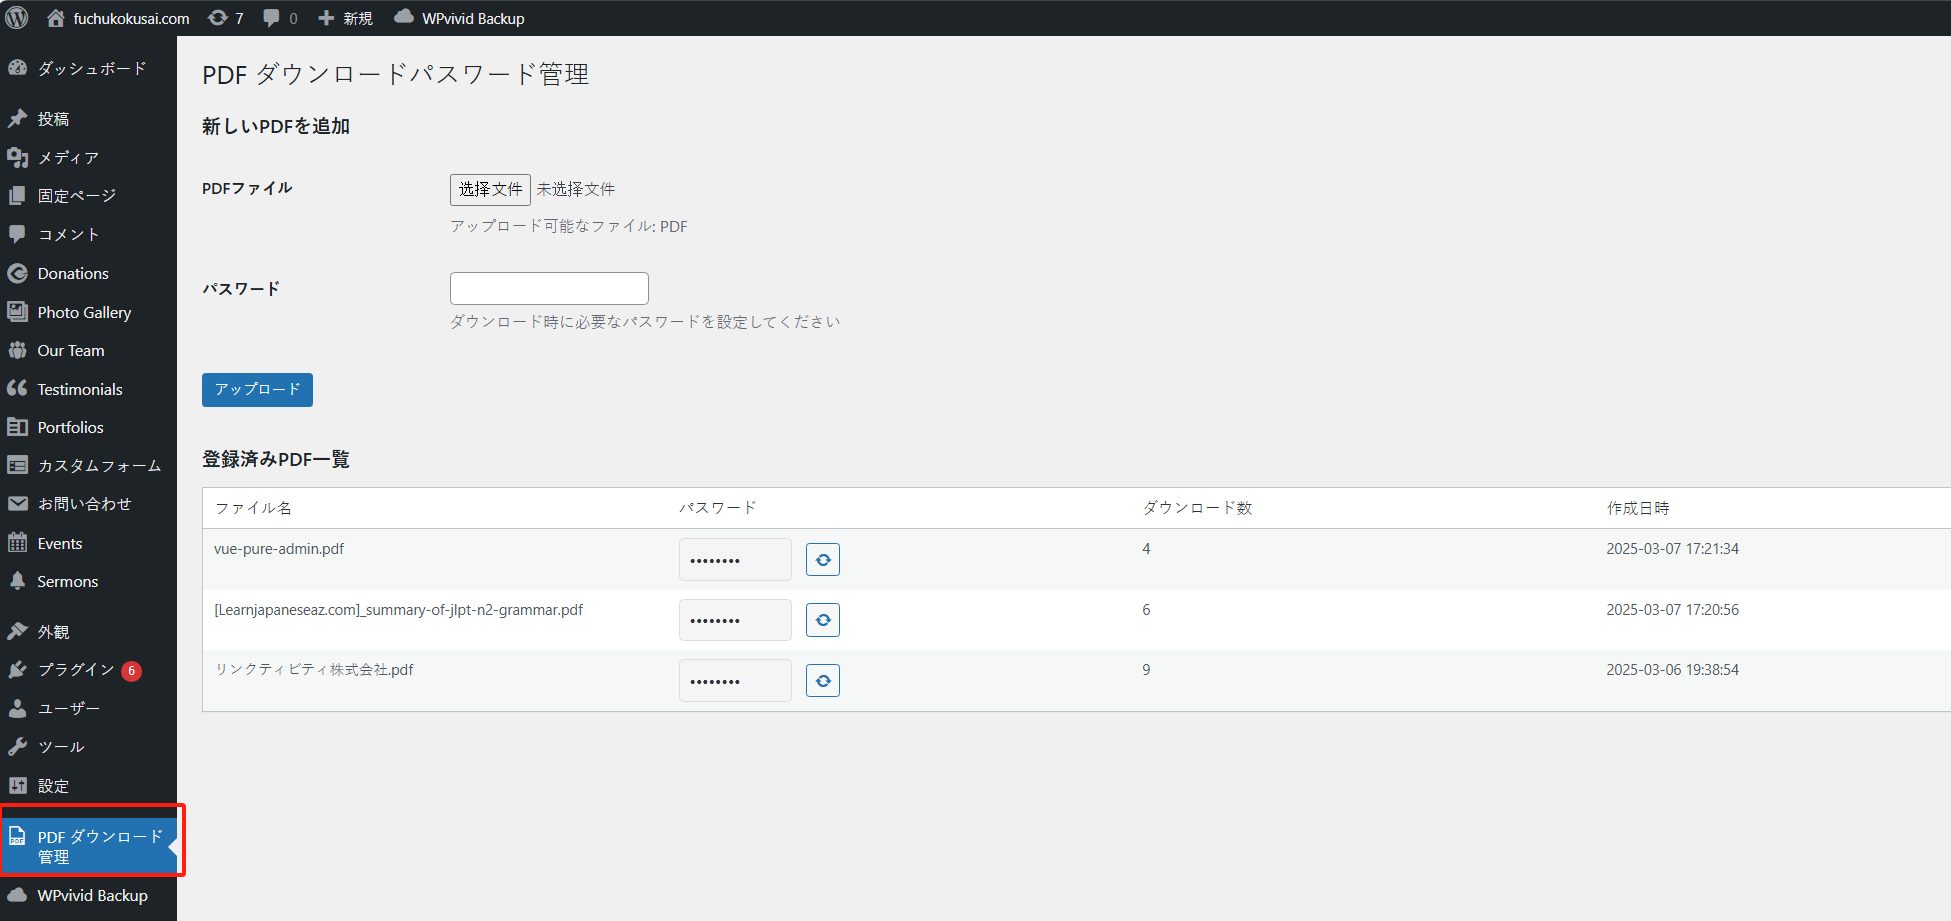 fuchukokusai.com 7 0 新規 WPvivid Backup
ダッシュボード
投稿
メディア
固定ページ
コメント
Donations
Photo Gallery
Our Team
Testimonials
Portfolios
カスタムフォーム
お問い合わせ
Events
Sermons
外観
プラグイン 6
ユーザー
ツール
設定
PDF ダウンロード
管理
WPvivid Backup
PDF ダウンロードパスワード管理
新しいPDFを追加
PDFファイル
选择文件 未选择文件
アップロード可能なファイル: PDF
パスワード
ダウンロード時に必要なパスワードを設定してください
アップロード
登録済みPDF一覧
ファイル名 パスワード ダウンロード数 作成日時
vue-pure-admin.pdf •••••••• 4 2025-03-07 17:21:34
[Learnjapaneseaz.com]_summary-of-jlpt-n2-grammar.pdf •••••••• 6 2025-03-07 17:20:56
リンクティビティ株式会社.pdf •••••••• 9 2025-03-06 19:38:54